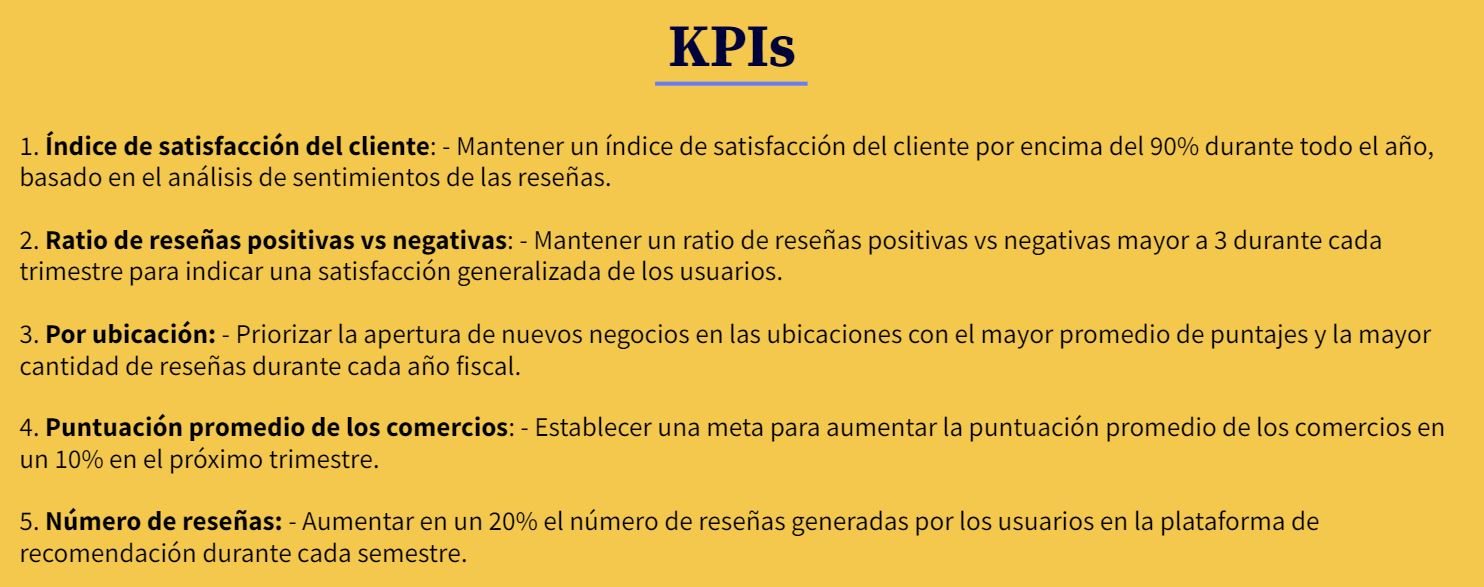 KPIs
1. Índice de satisfacción del cliente: - Mantener un índice de satisfacción del cliente por encima del 90% durante todo el año,
basado en el análisis de sentimientos de las reseñas.
2. Ratio de reseñas positivas vs negativas: - Mantener un ratio de reseñas positivas vs negativas mayor a 3 durante cada
trimestre para indicar una satisfacción generalizada de los usuarios.
3. Por ubicación: - Priorizar la apertura de nuevos negocios en las ubicaciones con el mayor promedio de puntajes y la mayor
cantidad de reseñas durante cada año fiscal.
4. Puntuación promedio de los comercios: - Establecer una meta para aumentar la puntuación promedio de los comercios en
un 10% en el próximo trimestre.
5. Número de reseñas: - Aumentar en un 20% el número de reseñas generadas por los usuarios en la plataforma de
recomendación durante cada semestre.